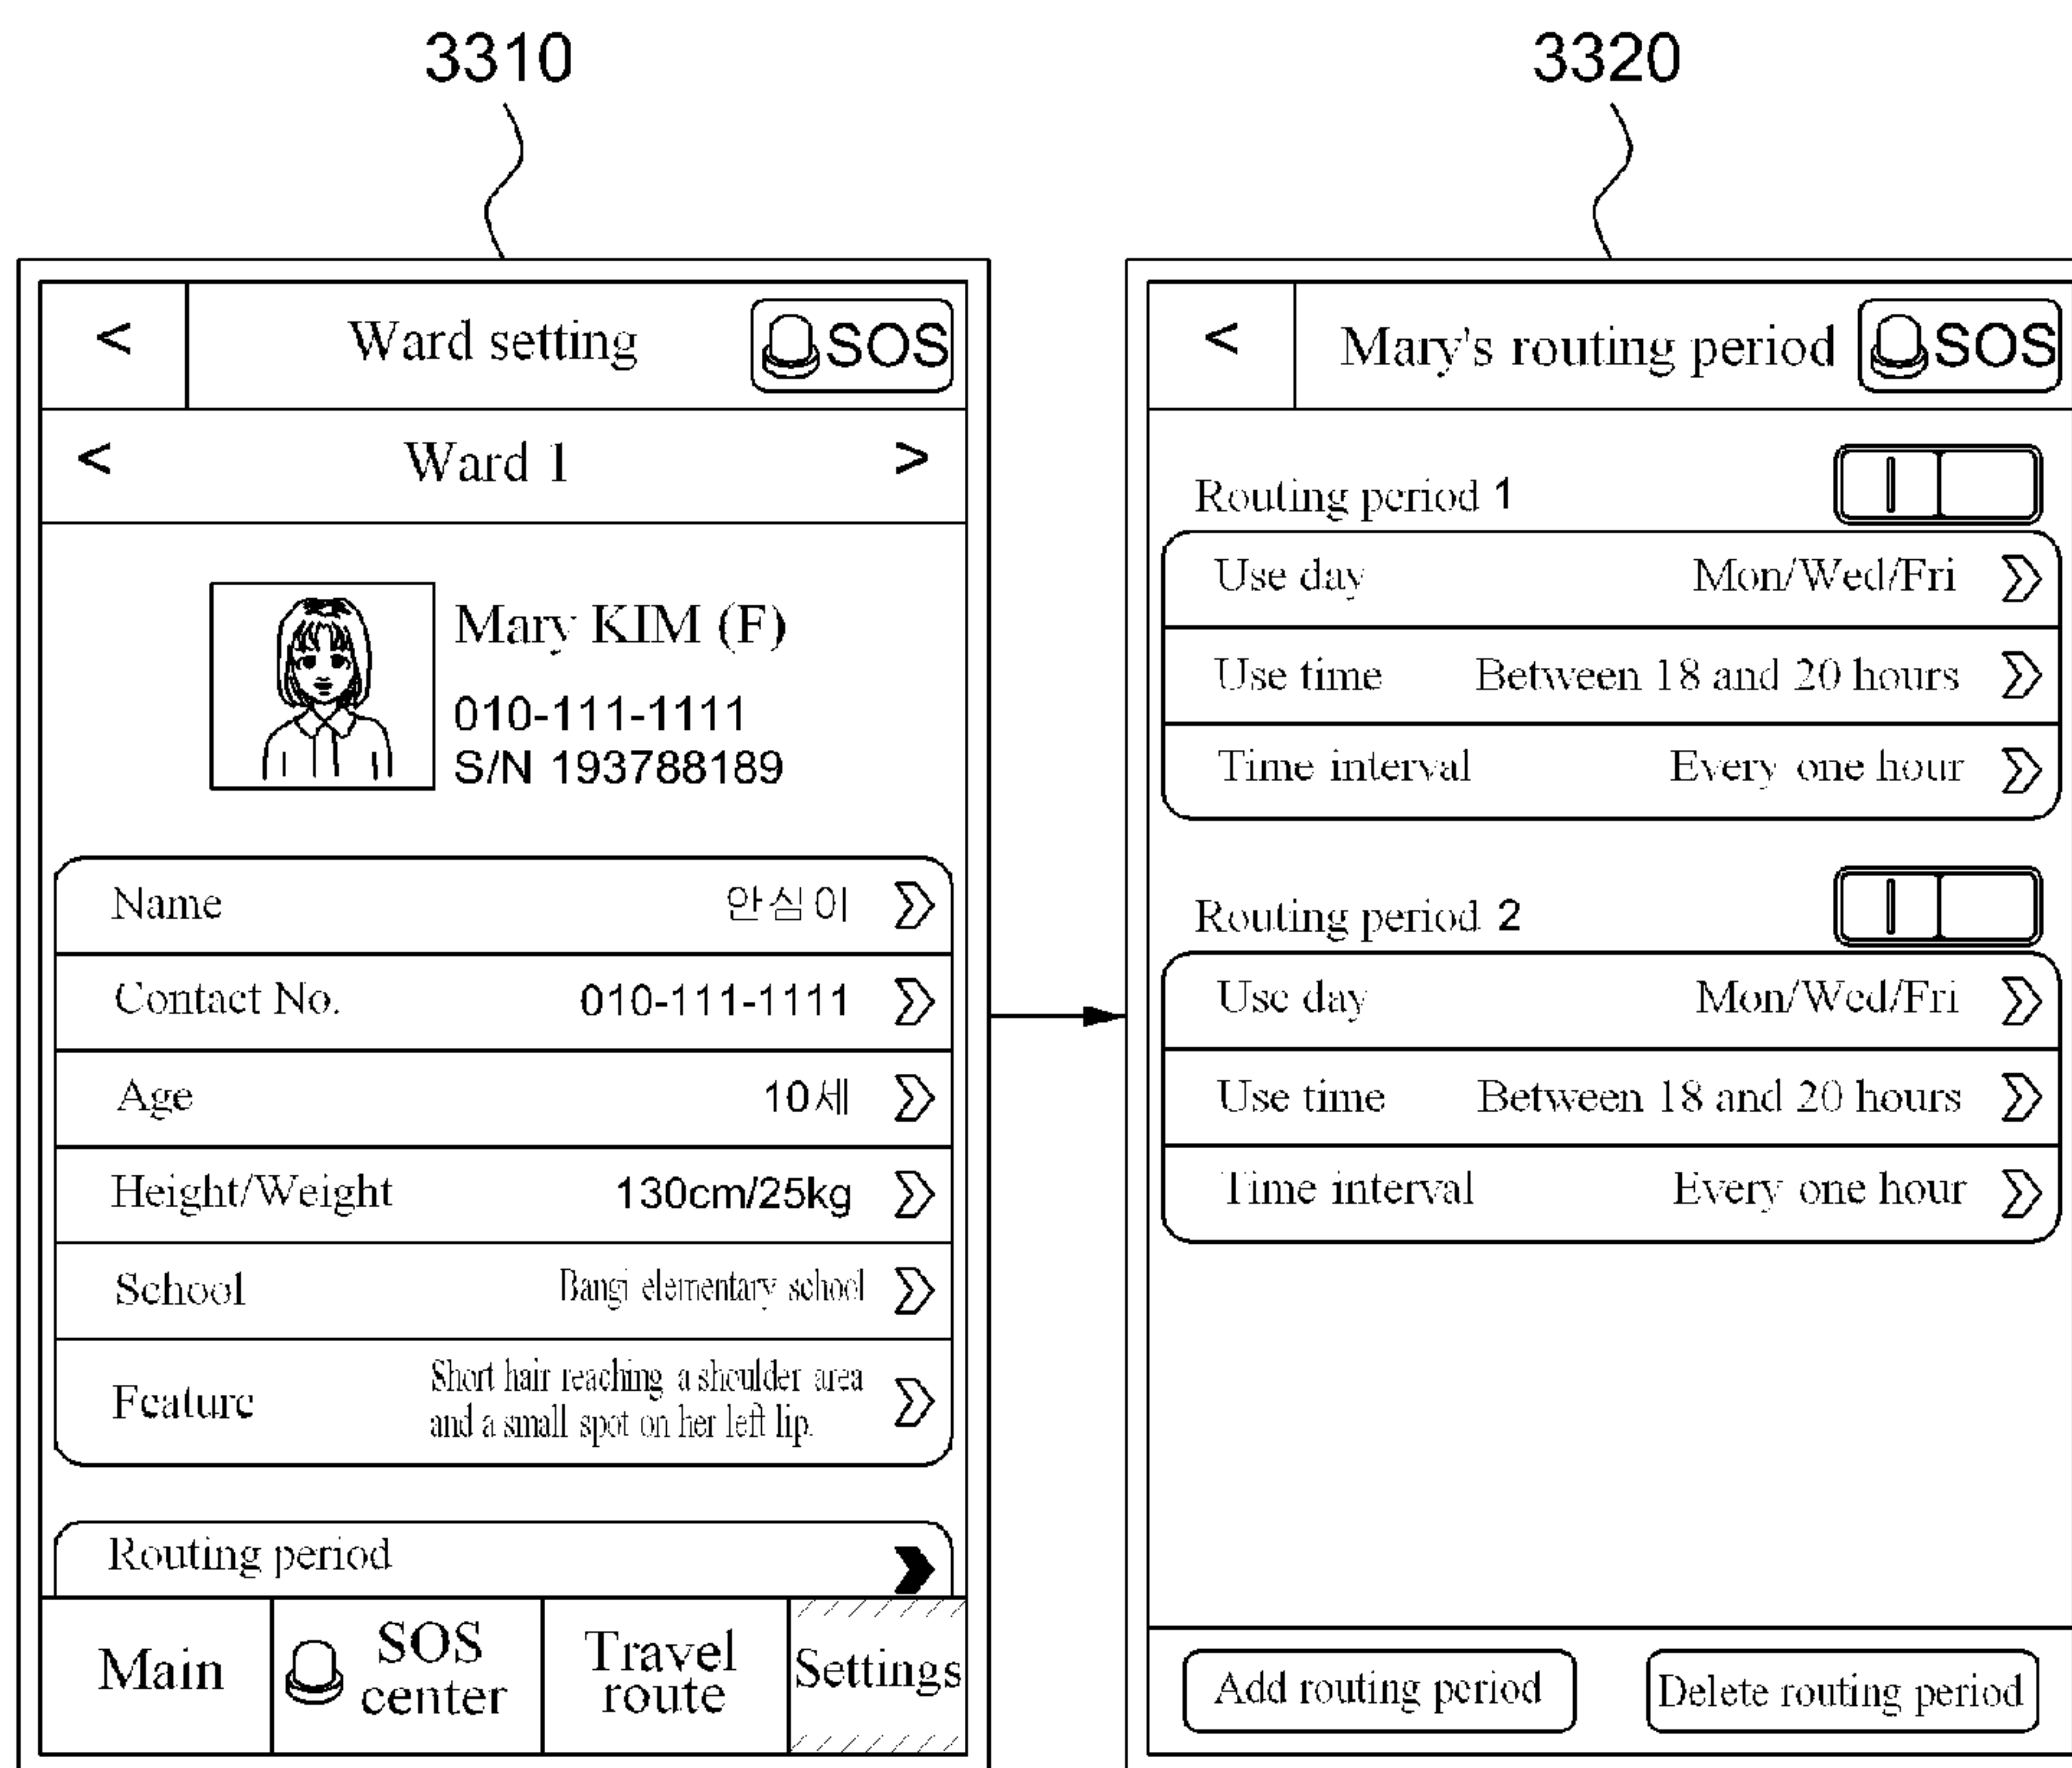 3310
3320
< Ward setting SOS
< Ward 1 >
Mary KIM (F)
010-111-1111
S/N 193788189
Name 안심이
Contact No. 010-111-1111
Age 10세
Height/Weight 130cm/25kg
School Bangi elementary school
Feature Short hair reaching a shoulder area
and a small spot on her left lip.
Routing period
Main
SOS
center
Travel
route
Settings
< Mary's routing period SOS
Routing period 1
Use day Mon/Wed/Fri
Use time Between 18 and 20 hours
Time interval Every one hour
Routing period 2
Use day Mon/Wed/Fri
Use time Between 18 and 20 hours
Time interval Every one hour
Add routing period Delete routing period